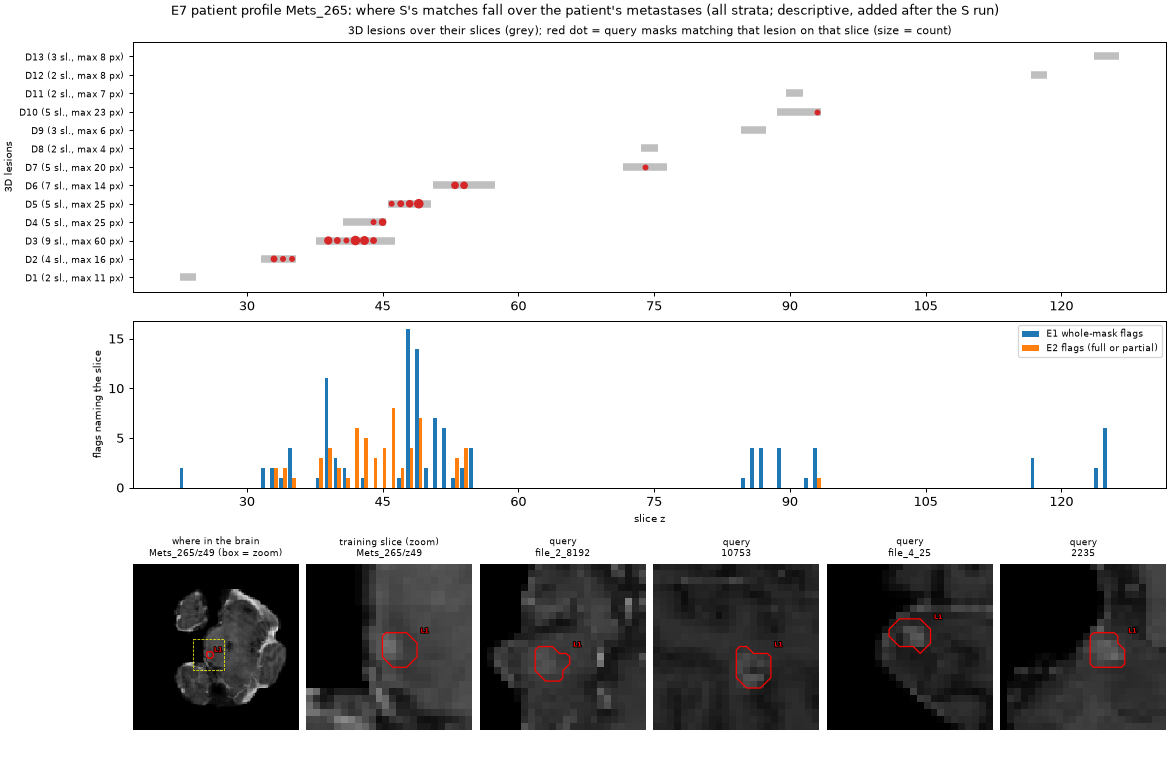 E7 patient profile Mets_265: where S's matches fall over the patient's metastases (all strata; descriptive, added after the S run)
3D lesions over their slices (grey); red dot = query masks matching that lesion on that slice (size = count)
3D lesions
D13 (3 sl., max 8 px)
D12 (2 sl., max 8 px)
D11 (2 sl., max 7 px)
D10 (5 sl., max 23 px)
D9 (3 sl., max 6 px)
D8 (2 sl., max 4 px)
D7 (5 sl., max 20 px)
D6 (7 sl., max 14 px)
D5 (5 sl., max 25 px)
D4 (5 sl., max 25 px)
D3 (9 sl., max 60 px)
D2 (4 sl., max 16 px)
D1 (2 sl., max 11 px)
30 45 60 75 90 105 120
flags naming the slice
15
10
5
0
E1 whole-mask flags
E2 flags (full or partial)
30 45 60 75 90 105 120
slice z
where in the brain
Mets_265/z49 (box = zoom)
L1
training slice (zoom)
Mets_265/z49
L1
query
file_2_8192
L1
query
10753
L1
query
file_4_25
L1
query
2235
L1